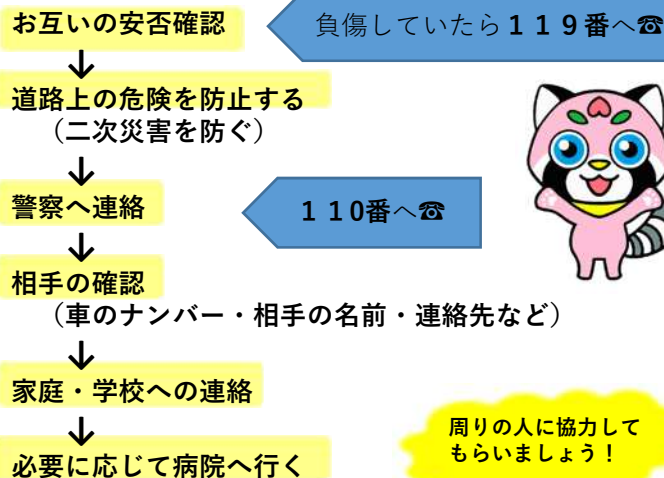 お互いの安否確認
負傷していたら１１９番へ☎
↓
道路上の危険を防止する
（二次災害を防ぐ）
↓
警察へ連絡
１１0番へ☎
↓
相手の確認
（車のナンバー・相手の名前・連絡先など）
↓
家庭・学校への連絡
↓
必要に応じて病院へ行く
周りの人に協力して
もらいましょう！